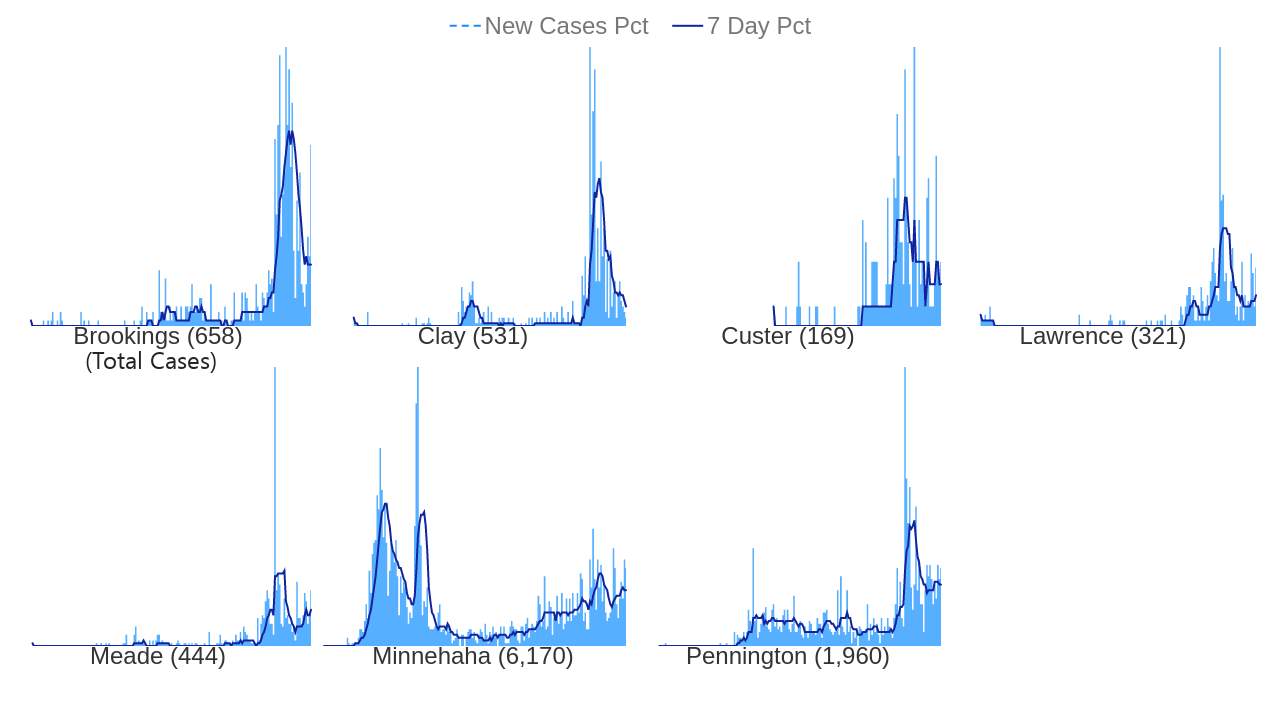 New Cases Pct 7 Day Pct
Brookings (658) Clay (531) Custer (169) Lawrence (321)
(Total Cases)
Meade (444) Minnehaha (6,170) Pennington (1,960)